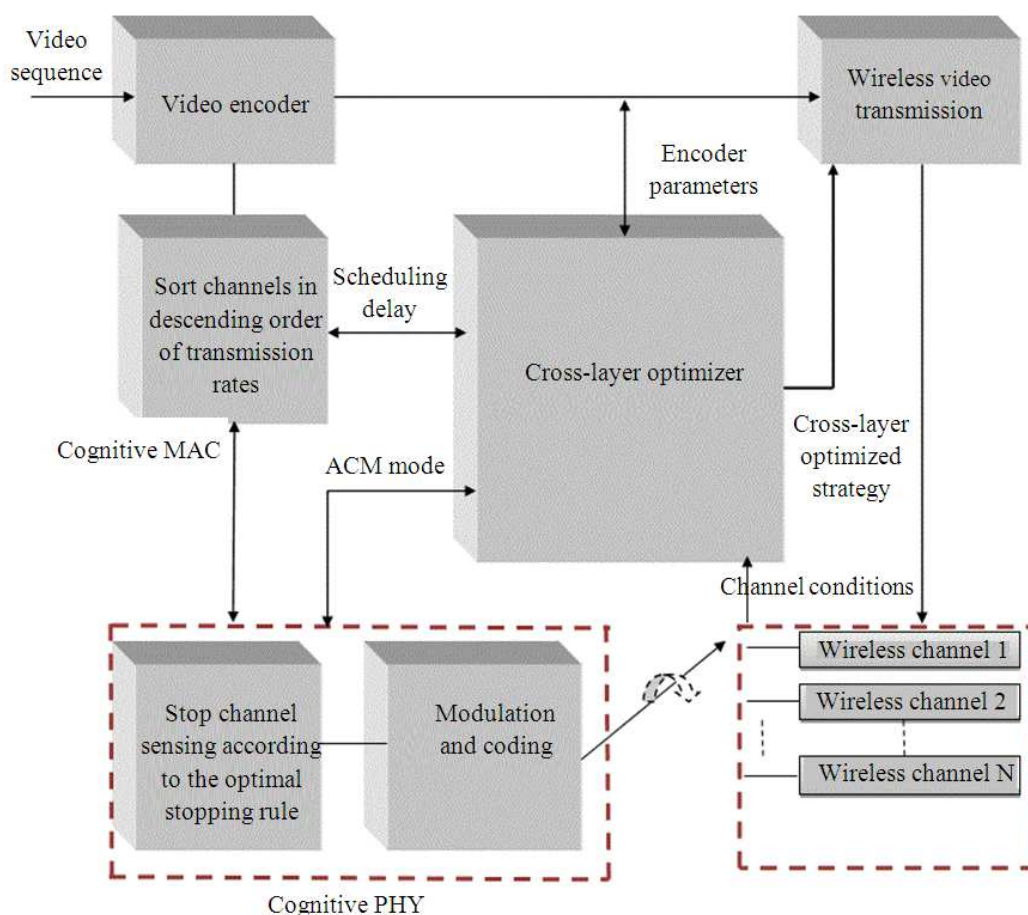 Video
sequence
Video encoder
Wireless video
transmission
Encoder
parameters
Sort channels in
descending order
of transmission
rates
Scheduling
delay
Cross-layer optimizer
Cognitive MAC
ACM mode
Cross-layer
optimized
strategy
Channel conditions
Stop channel
sensing according
to the optimal
stopping rule
Modulation
and coding
Wireless channel 1
Wireless channel 2
Wireless channel N
Cognitive PHY